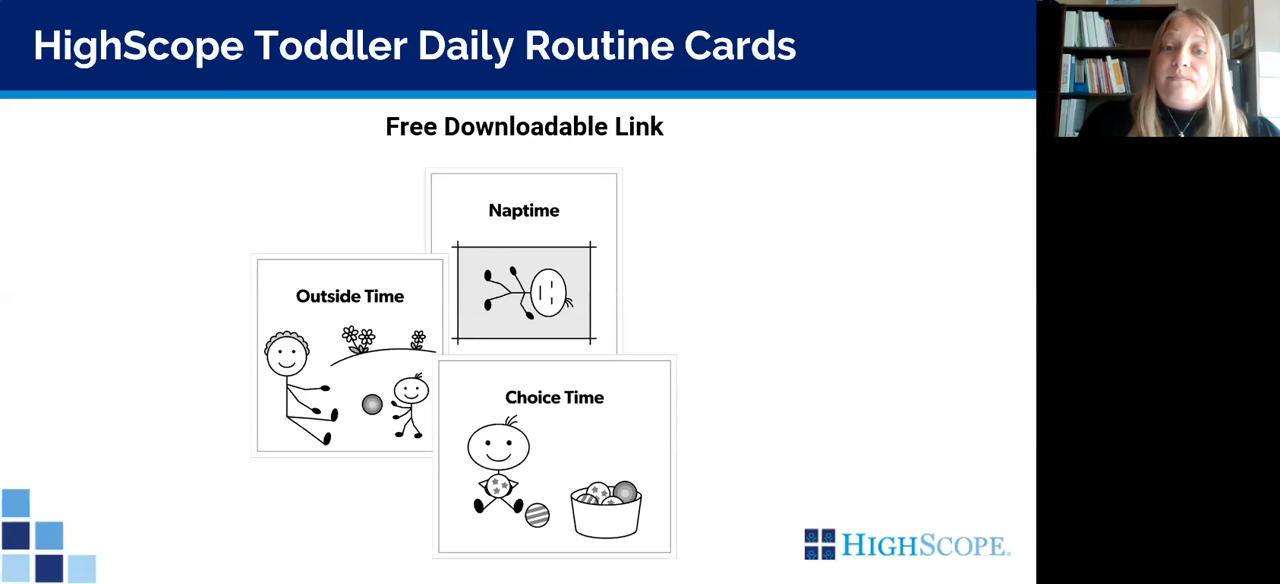 HighScope Toddler Daily Routine Cards
Free Downloadable Link
Naptime
Outside Time
Choice Time
HIGHSCOPE®